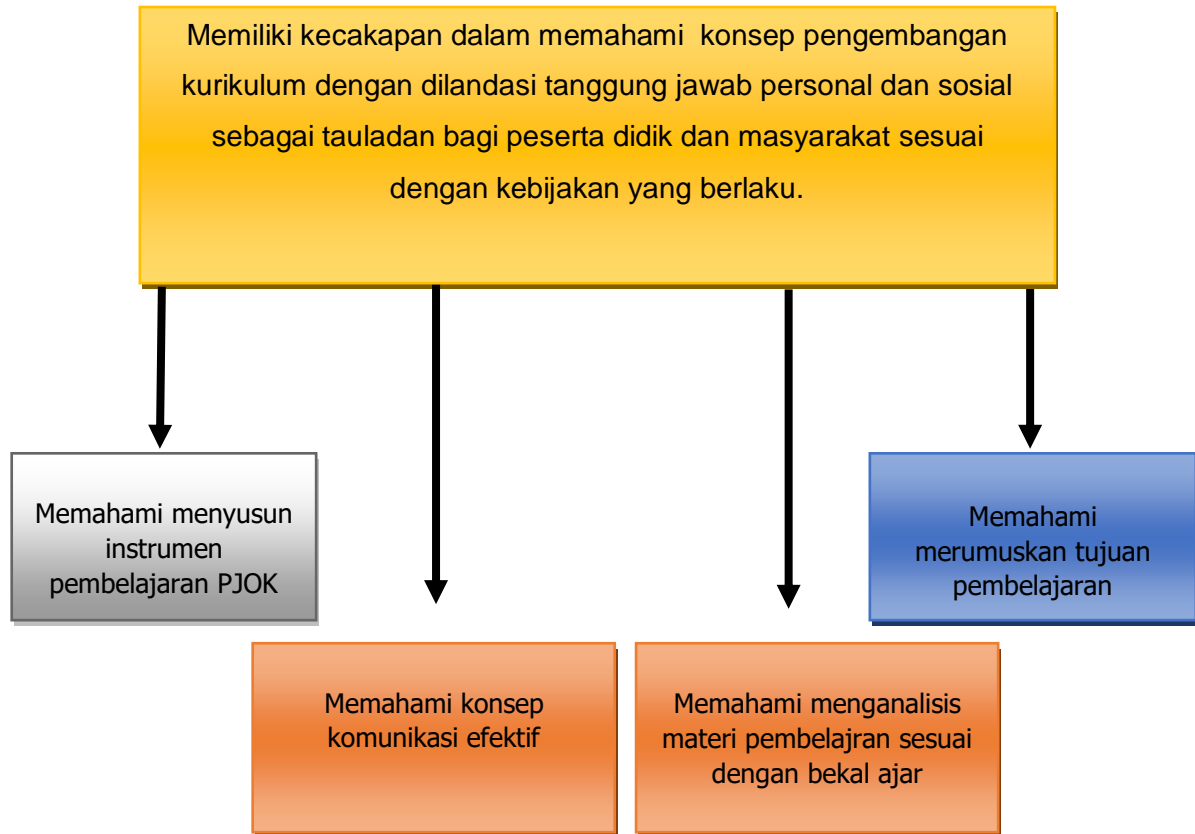 Memiliki kecakapan dalam memahami  konsep pengembangan
kurikulum dengan dilandasi tanggung jawab personal dan sosial
sebagai tauladan bagi peserta didik dan masyarakat sesuai
dengan kebijakan yang berlaku.
Memahami menyusun
instrumen
pembelajaran PJOK
Memahami konsep
komunikasi efektif
Memahami menganalisis
materi pembelajran sesuai
dengan bekal ajar
Memahami
merumuskan tujuan
pembelajaran